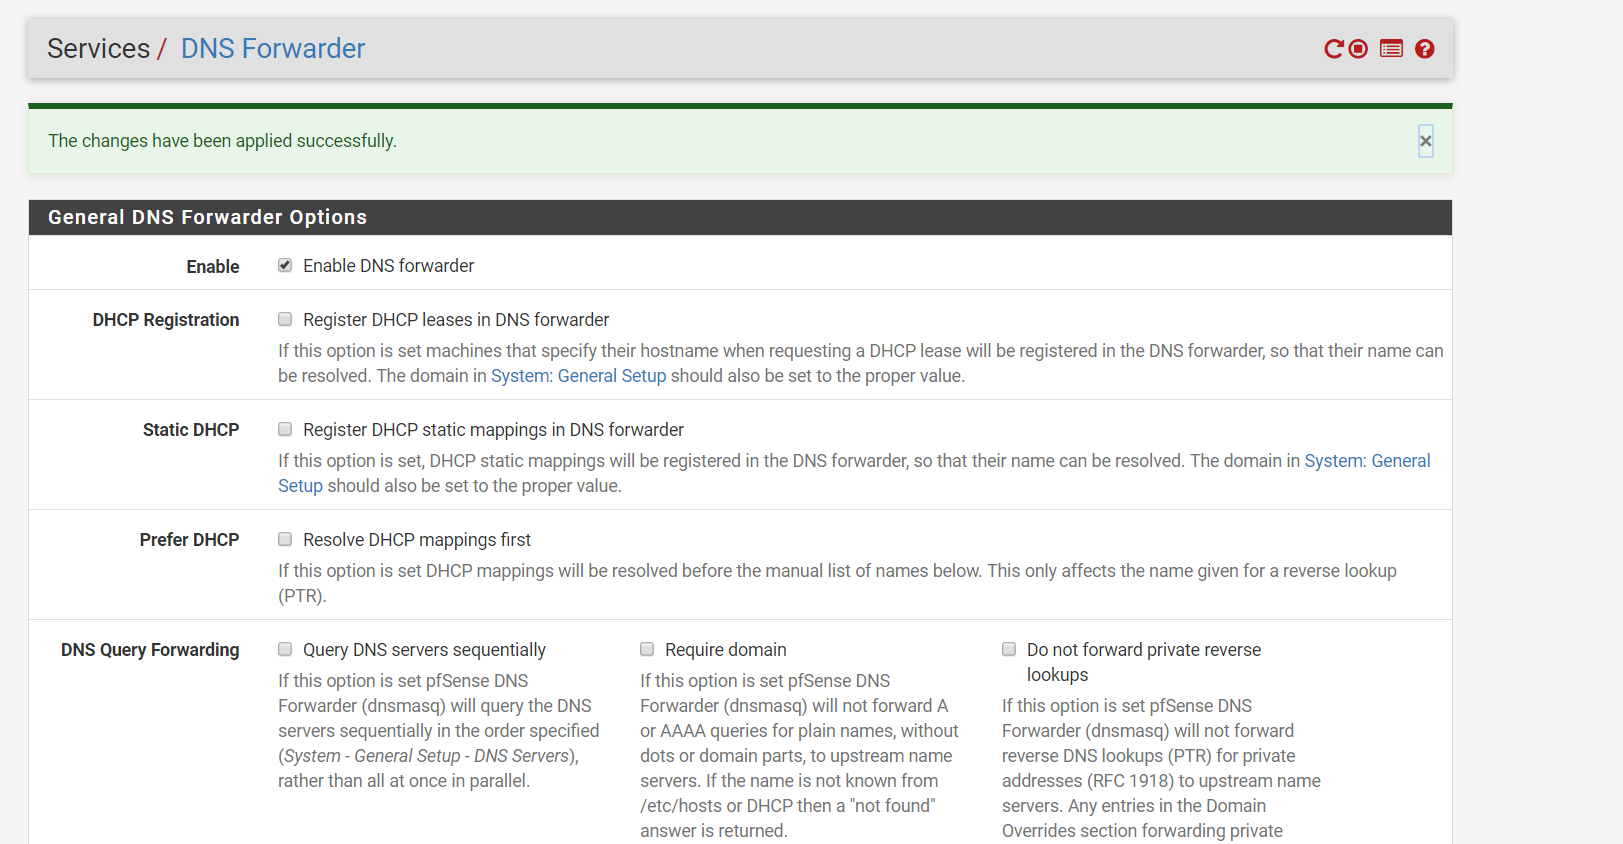 Services / DNS Forwarder
The changes have been applied successfully.
×
General DNS Forwarder Options
Enable
Enable DNS forwarder
DHCP Registration
Register DHCP leases in DNS forwarder
If this option is set machines that specify their hostname when requesting a DHCP lease will be registered in the DNS forwarder, so that their name can
be resolved. The domain in System: General Setup should also be set to the proper value.
Static DHCP
Register DHCP static mappings in DNS forwarder
If this option is set, DHCP static mappings will be registered in the DNS forwarder, so that their name can be resolved. The domain in System: General
Setup should also be set to the proper value.
Prefer DHCP
Resolve DHCP mappings first
If this option is set DHCP mappings will be resolved before the manual list of names below. This only affects the name given for a reverse lookup
(PTR).
DNS Query Forwarding
Query DNS servers sequentially
If this option is set pfSense DNS
Forwarder (dnsmasq) will query the DNS
servers sequentially in the order specified
(System - General Setup - DNS Servers),
rather than all at once in parallel.
Require domain
If this option is set pfSense DNS
Forwarder (dnsmasq) will not forward A
or AAAA queries for plain names, without
dots or domain parts, to upstream name
servers. If the name is not known from
/etc/hosts or DHCP then a "not found"
answer is returned.
Do not forward private reverse
lookups
If this option is set pfSense DNS
Forwarder (dnsmasq) will not forward
reverse DNS lookups (PTR) for private
addresses (RFC 1918) to upstream name
servers. Any entries in the Domain
Overrides section forwarding private